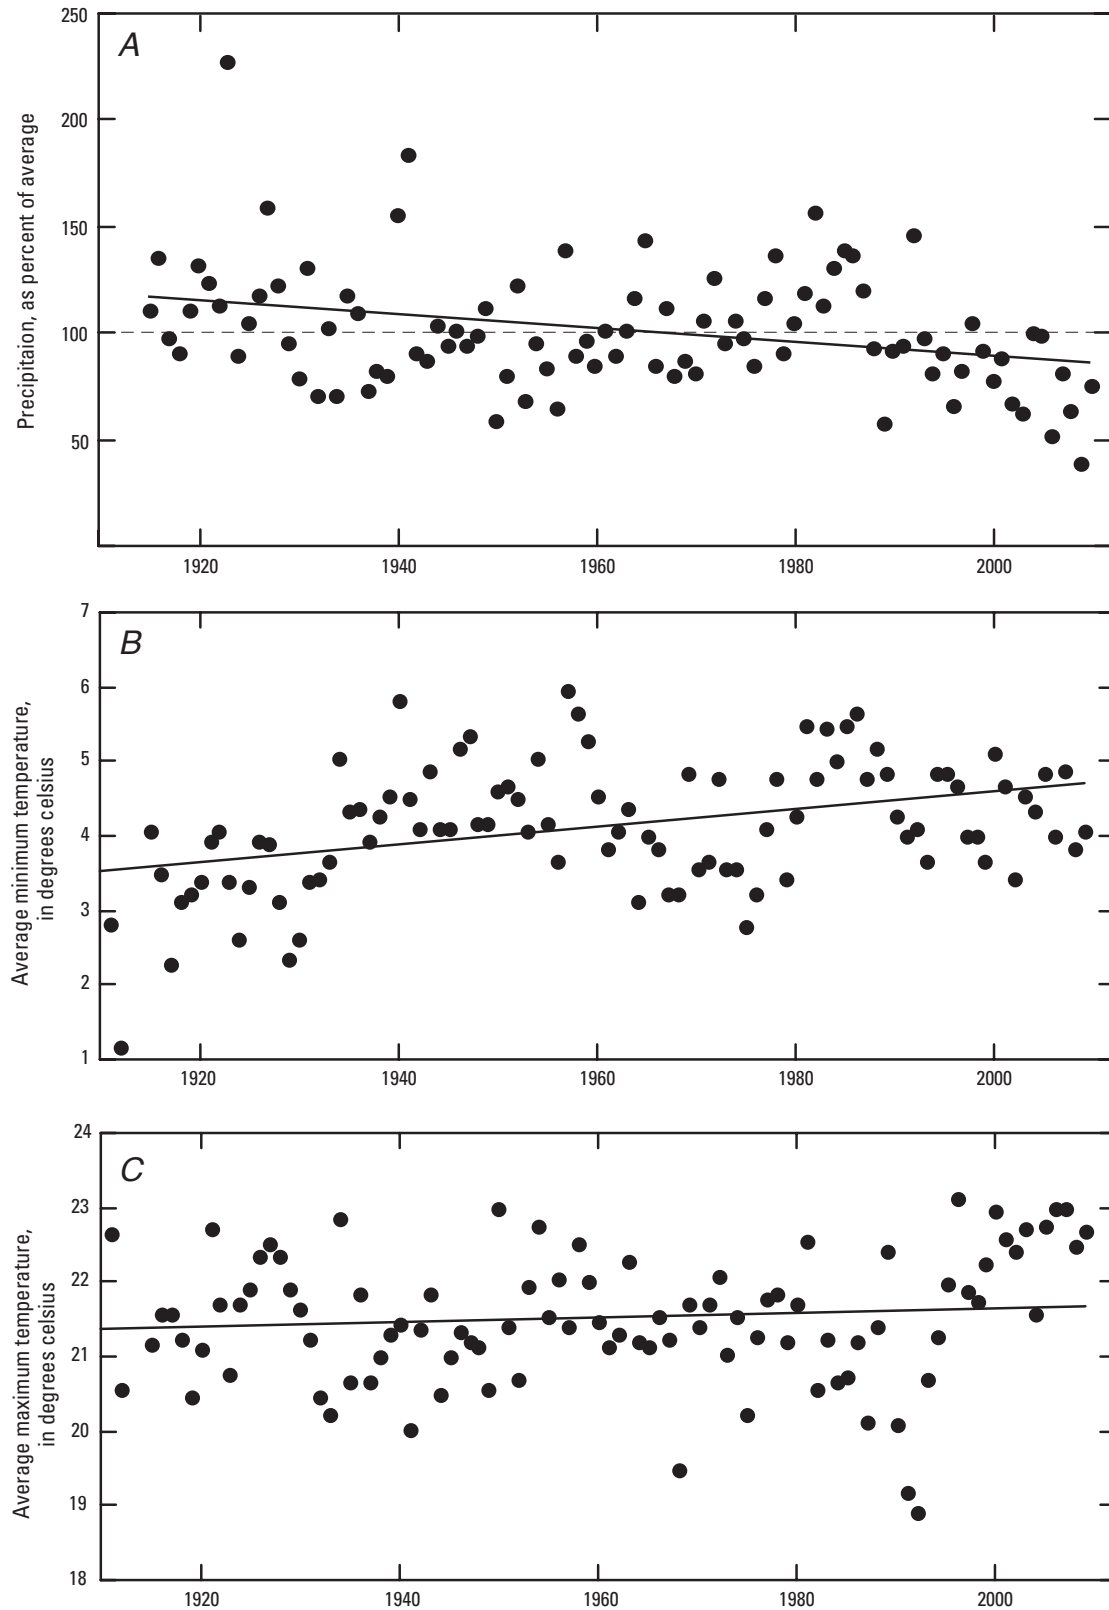 250
A
200
150
100
50
Precipitaion, as percent of average
1920 1940 1960 1980 2000
7
B
6
5
4
3
2
1
Average minimum temperature,
in degrees celsius
1920 1940 1960 1980 2000
24
C
23
22
21
20
19
18
Average maximum temperature,
in degrees celsius
1920 1940 1960 1980 2000